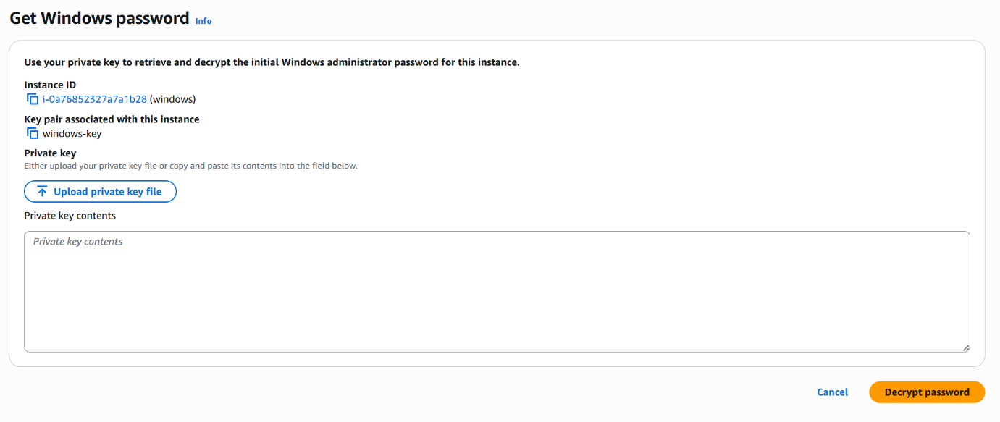 Get Windows password Info
Use your private key to retrieve and decrypt the initial Windows administrator password for this instance.
Instance ID
i-0a76852327a7a1b28 (windows)
Key pair associated with this instance
windows-key
Private key
Either upload your private key file or copy and paste its contents into the field below.
Upload private key file
Private key contents
Private key contents
Cancel Decrypt password